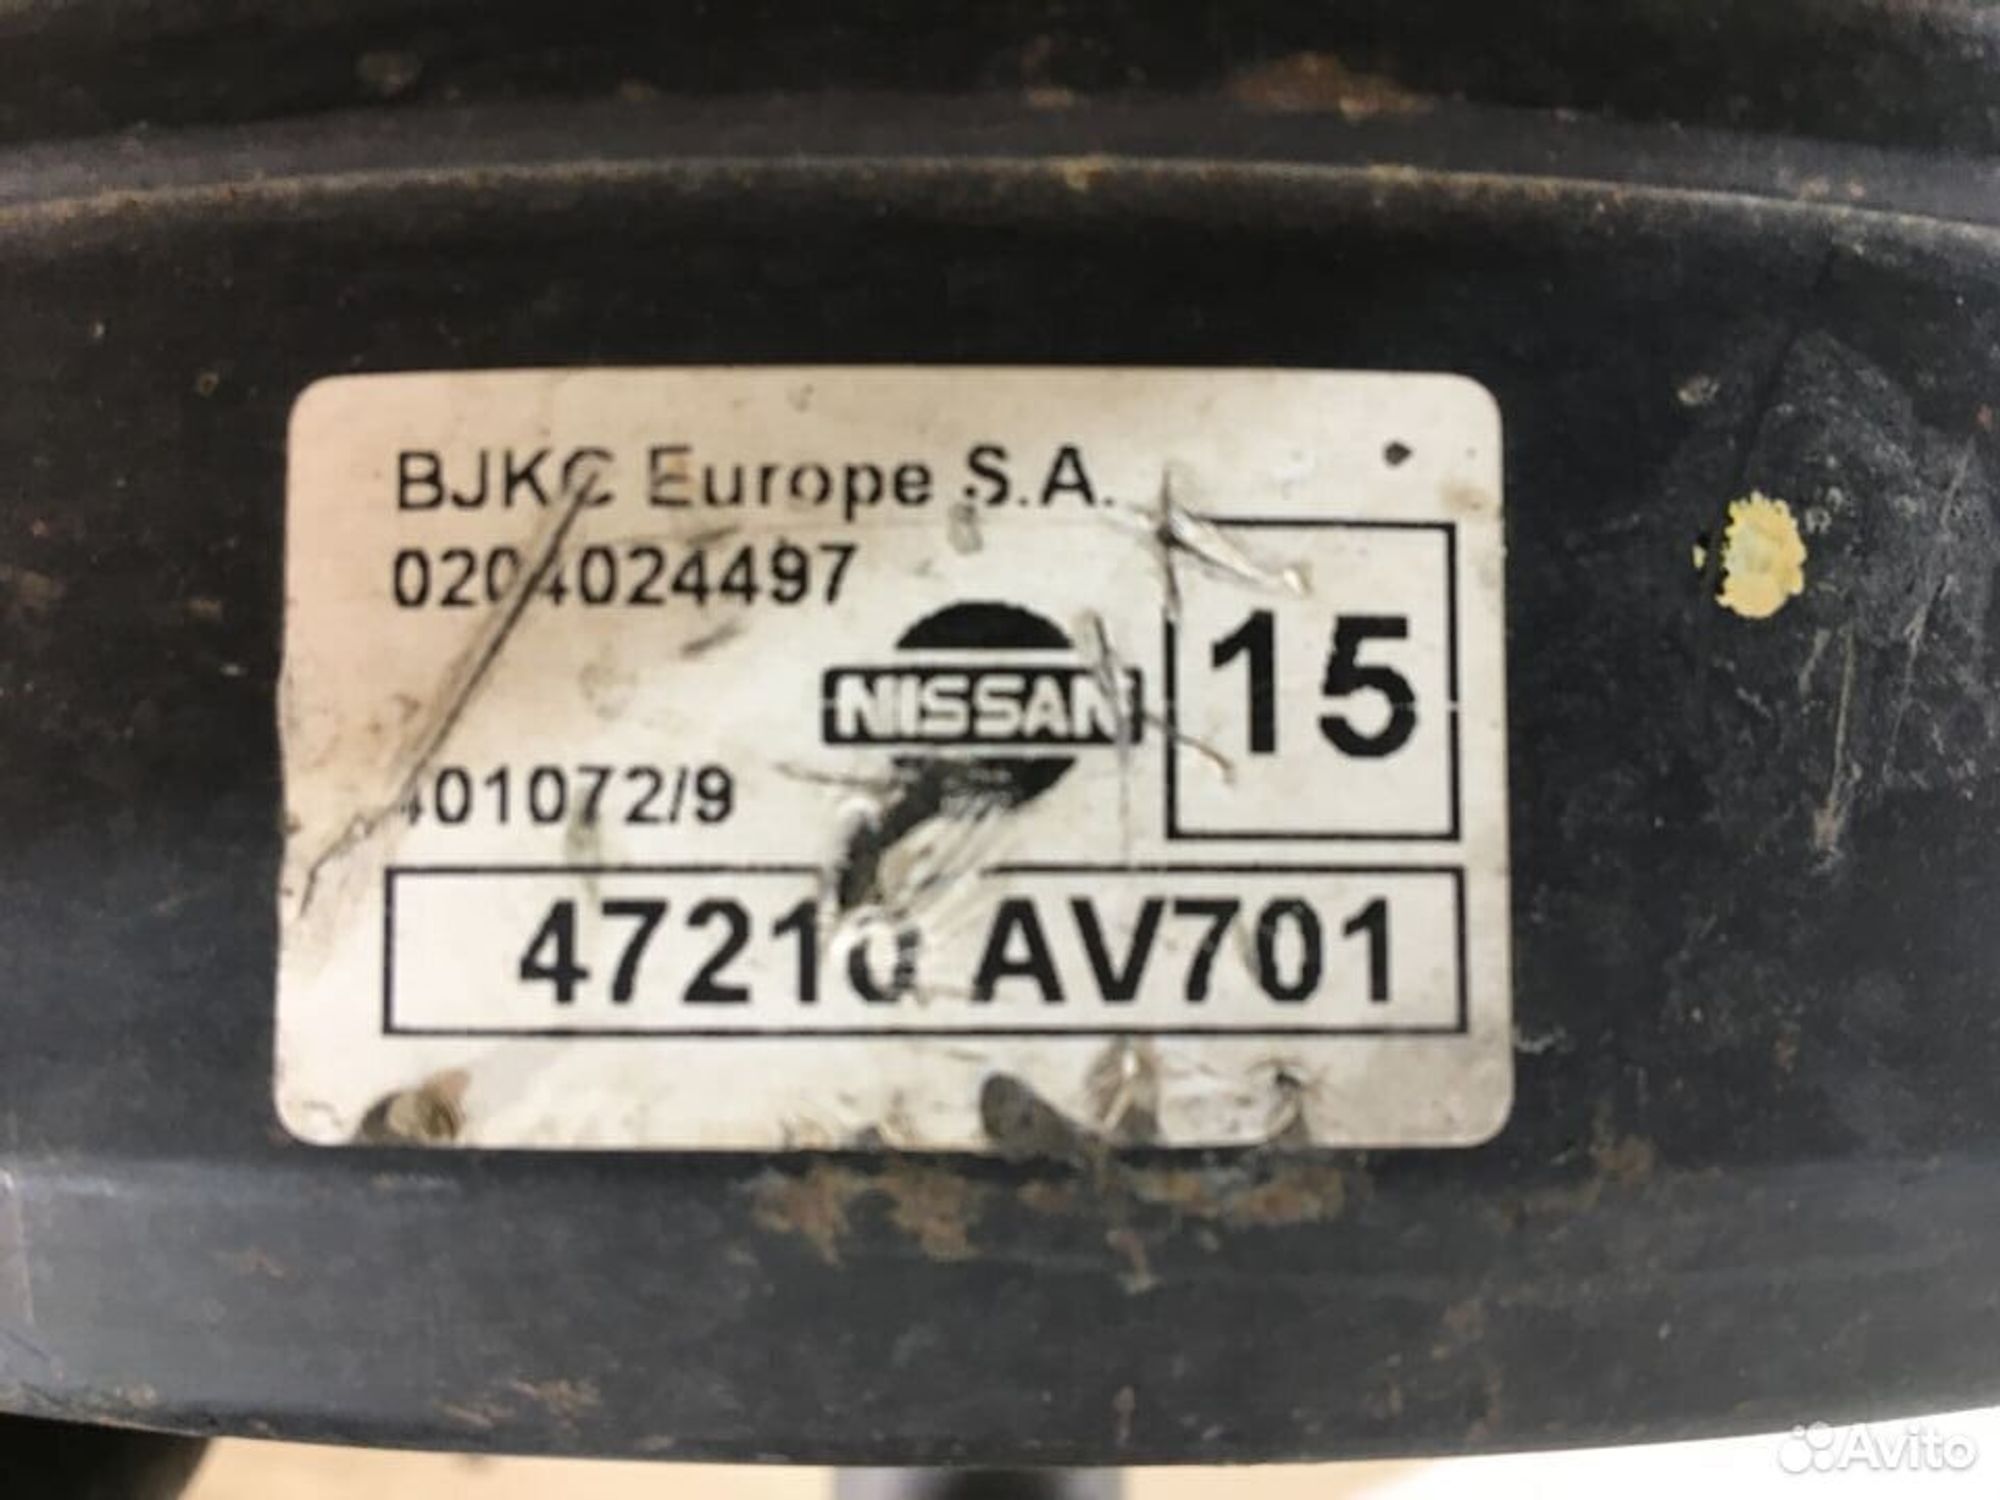 BJKC Europe S.A.
0204024497
NISSAN
15
401072/9
47210 AV701
Avito